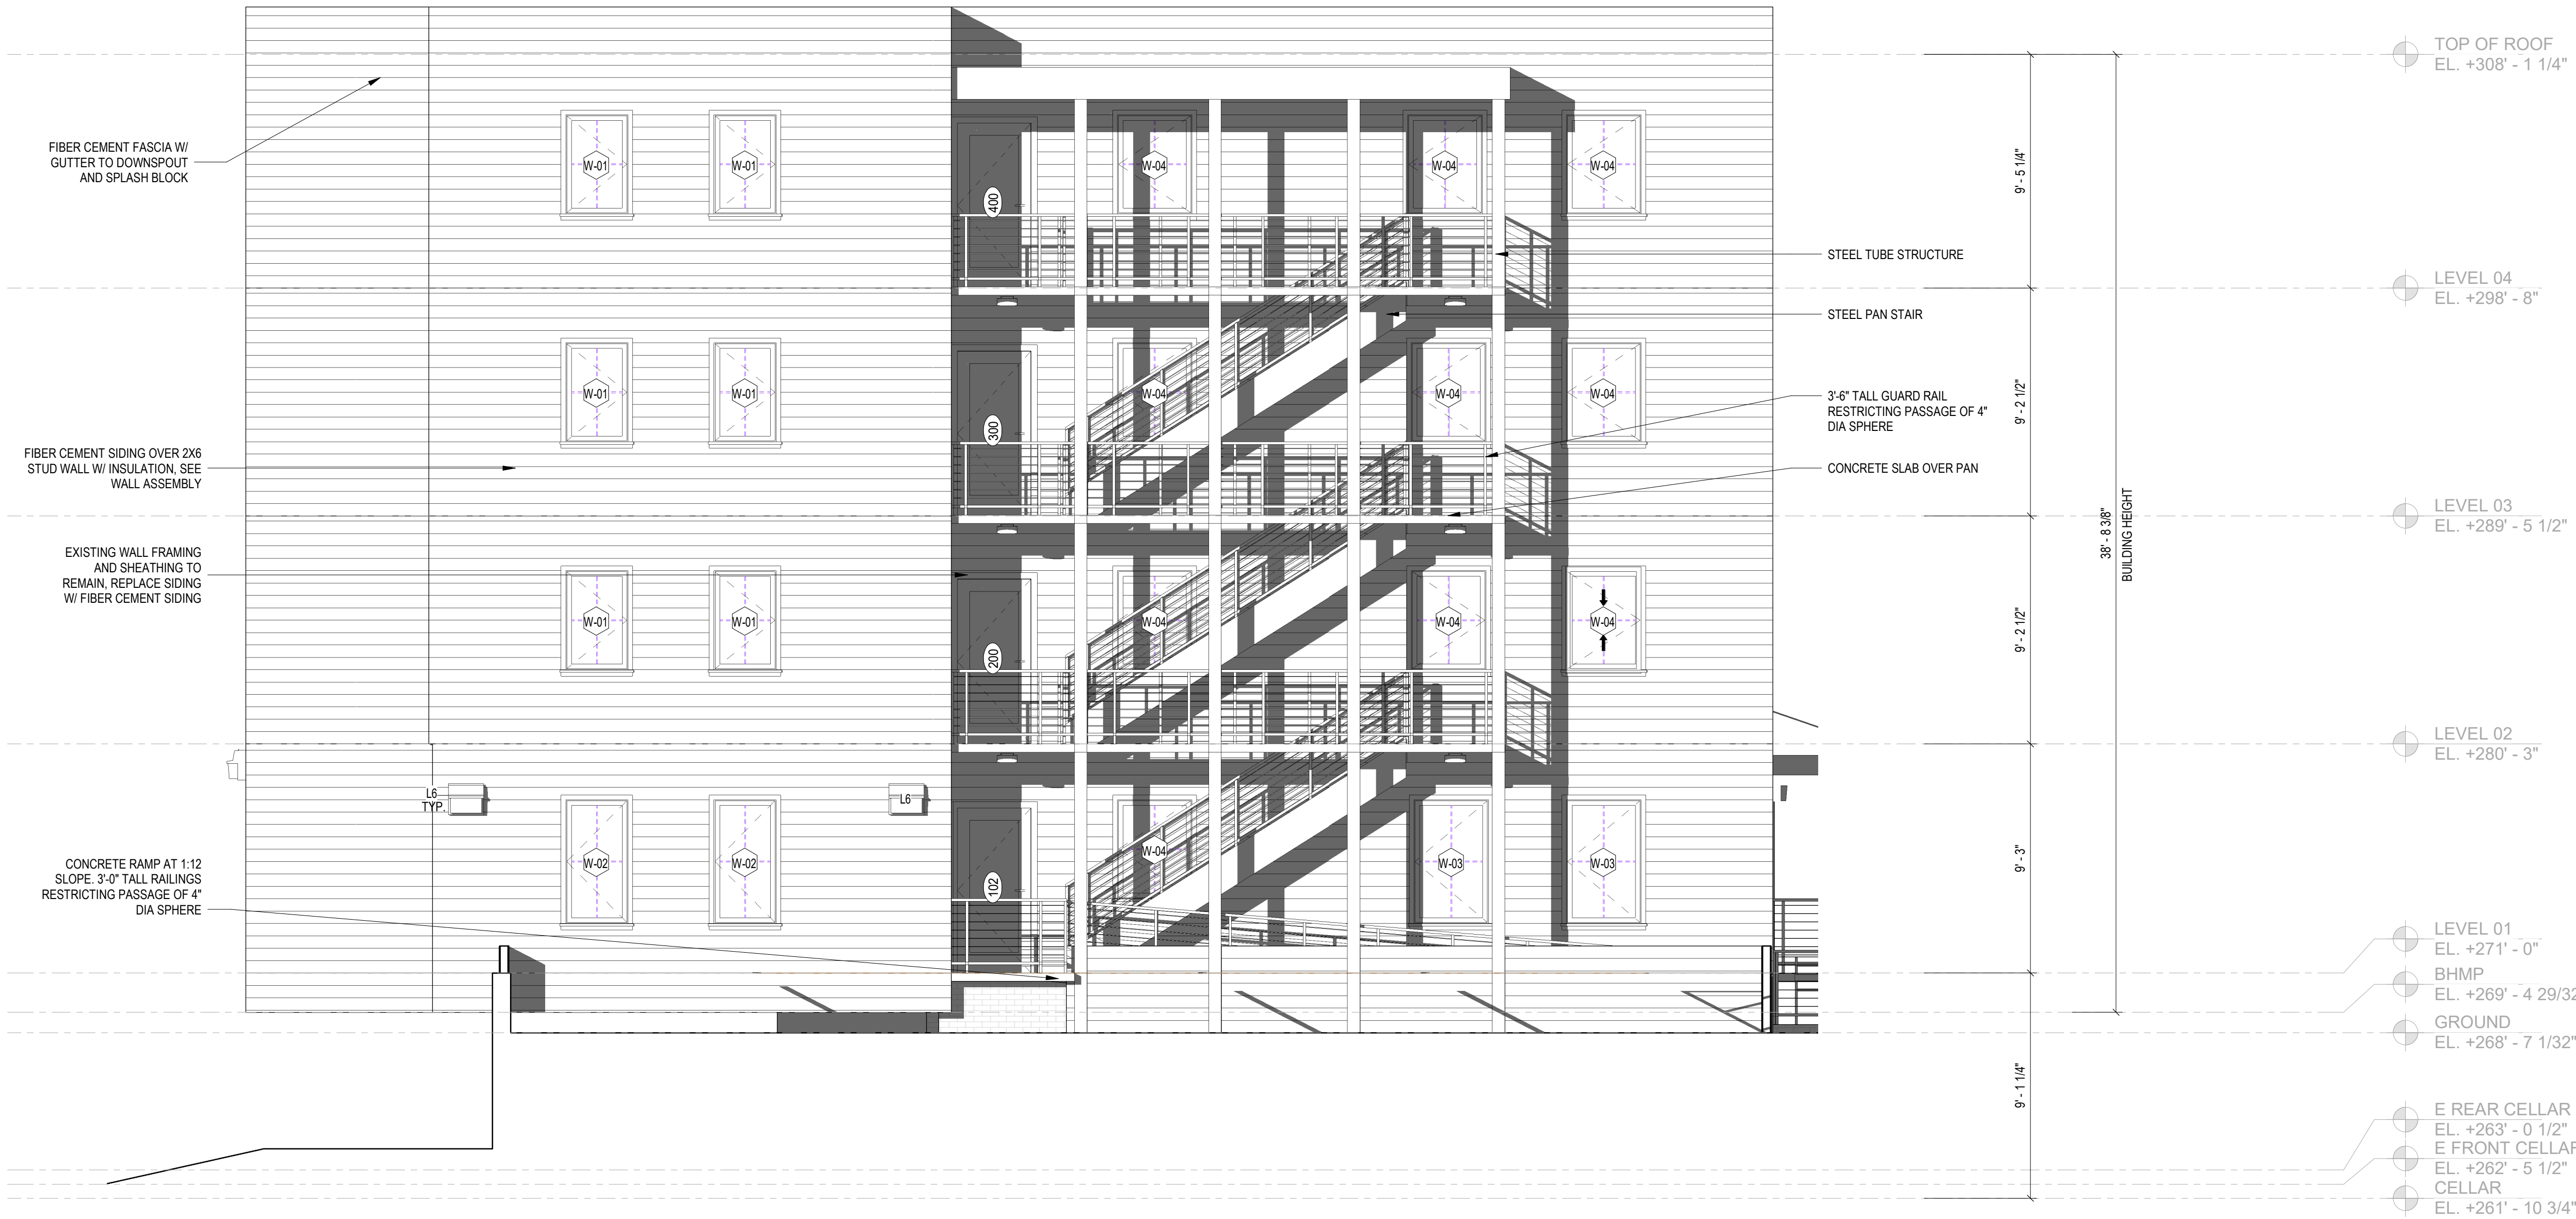 FIBER CEMENT FASCIA W/
GUTTER TO DOWNSPOUT
AND SPLASH BLOCK
FIBER CEMENT SIDING OVER 2X6
STUD WALL W/ INSULATION, SEE
WALL ASSEMBLY
EXISTING WALL FRAMING
AND SHEATHING TO
REMAIN, REPLACE SIDING
W/ FIBER CEMENT SIDING
CONCRETE RAMP AT 1:12
SLOPE. 3'-0" TALL RAILINGS
RESTRICTING PASSAGE OF 4"
DIA SPHERE
W-01
W-01
400
W-04
W-04
W-04
W-01
W-01
300
W-04
W-04
W-04
W-01
W-01
200
W-04
W-04
W-04
L6
TYP.
L6
W-02
W-02
102
W-04
W-03
W-03
STEEL TUBE STRUCTURE
STEEL PAN STAIR
3'-6" TALL GUARD RAIL
RESTRICTING PASSAGE OF 4"
DIA SPHERE
CONCRETE SLAB OVER PAN
9' - 5 1/4"
9' - 2 1/2"
9' - 2 1/2"
9' - 3"
9' - 1 1/4"
38' - 8 3/8"
BUILDING HEIGHT
TOP OF ROOF
EL. +308' - 1 1/4"
LEVEL 04
EL. +298' - 8"
LEVEL 03
EL. +289' - 5 1/2"
LEVEL 02
EL. +280' - 3"
LEVEL 01
EL. +271' - 0"
BHMP
EL. +269' - 4 29/32
GROUND
EL. +268' - 7 1/32"
E REAR CELLAR
EL. +263' - 0 1/2"
E FRONT CELLAR
EL. +262' - 5 1/2"
CELLAR
EL. +261' - 10 3/4"